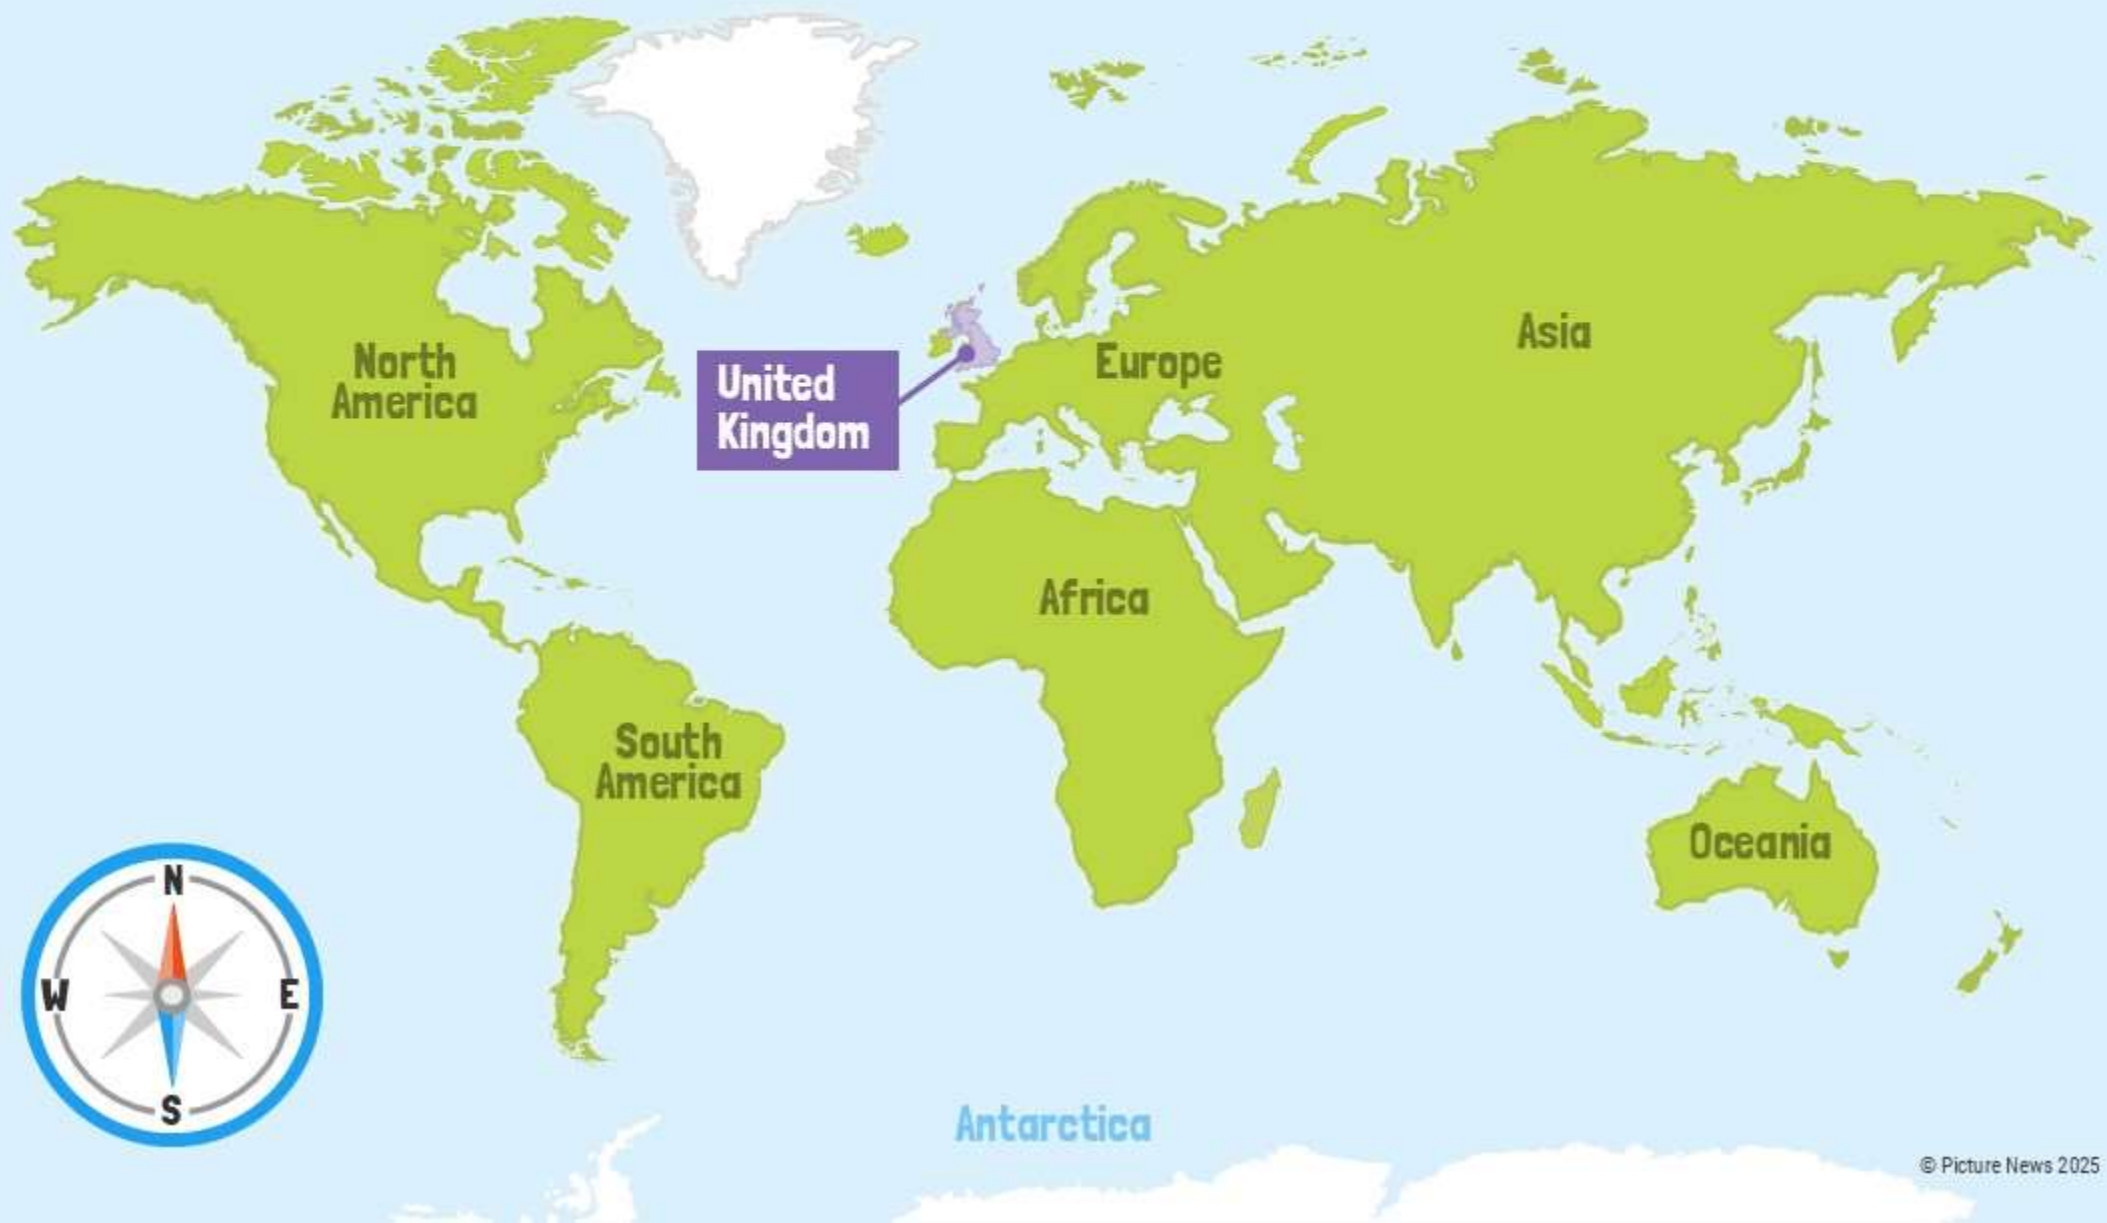 North
America
United
Kingdom
Europe
Asia
Africa
South
America
Oceania
N
W
E
S
Antarctica
© Picture News 2025